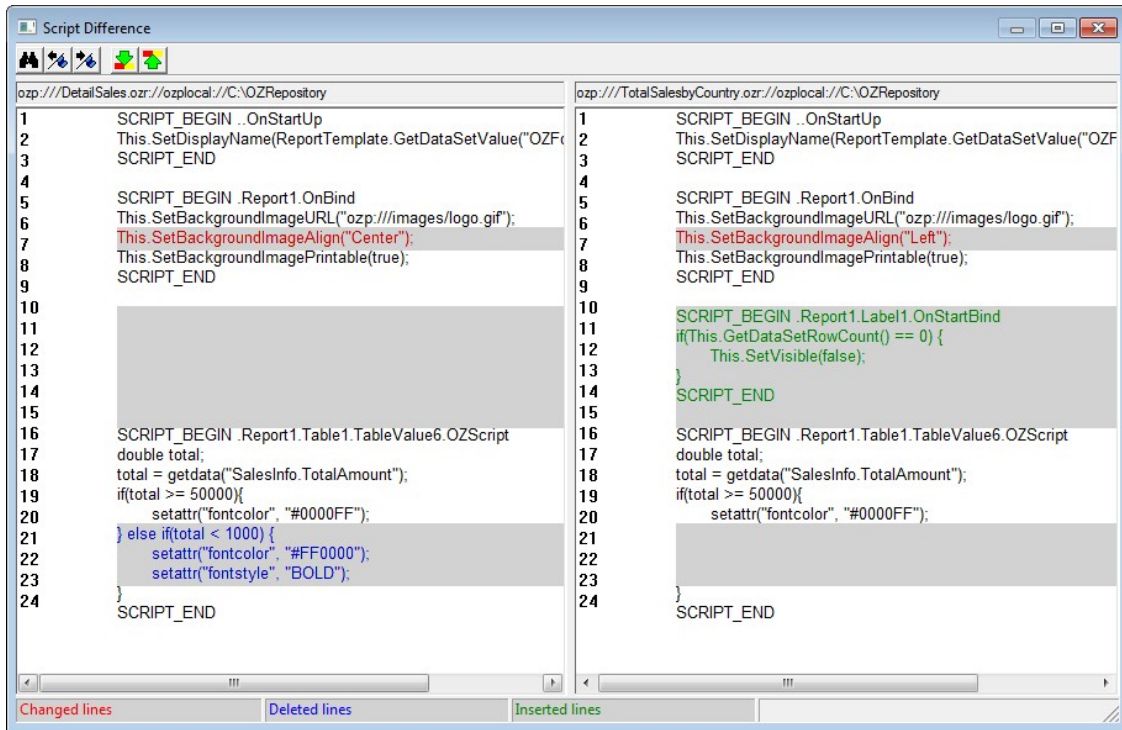 Script Difference
ozp:///DetailSales.ozr://ozplocal://C:\OZRepository
1 SCRIPT_BEGIN ..OnStartUp
2 This.SetDisplayName(ReportTemplate.GetDataSetValue("OZFo
3 SCRIPT_END
4
5 SCRIPT_BEGIN .Report1.OnBind
6 This.SetBackgroundImageURL("ozp:///images/logo.gif");
7 This.SetBackgroundImageAlign("Center");
8 This.SetBackgroundImagePrintable(true);
9 SCRIPT_END
10
11
12
13
14
15
16 SCRIPT_BEGIN .Report1.Table1.TableValue6.OZScript
17 double total;
18 total = getdata("SalesInfo.TotalAmount");
19 if(total >= 50000){
20 setattr("fontcolor", "#0000FF");
21 } else if(total < 1000) {
22 setattr("fontcolor", "#FF0000");
23 setattr("fontstyle", "BOLD");
24 }
SCRIPT_END
ozp:///TotalSalesbyCountry.ozr://ozplocal://C:\OZRepository
1 SCRIPT_BEGIN ..OnStartUp
2 This.SetDisplayName(ReportTemplate.GetDataSetValue("OZF
3 SCRIPT_END
4
5 SCRIPT_BEGIN .Report1.OnBind
6 This.SetBackgroundImageURL("ozp:///images/logo.gif");
7 This.SetBackgroundImageAlign("Left");
8 This.SetBackgroundImagePrintable(true);
9 SCRIPT_END
10
11 SCRIPT_BEGIN .Report1.Label1.OnStartBind
12 if(This.GetDataSetRowCount() == 0) {
13 This.SetVisible(false);
14 }
15 SCRIPT_END
16 SCRIPT_BEGIN .Report1.Table1.TableValue6.OZScript
17 double total;
18 total = getdata("SalesInfo.TotalAmount");
19 if(total >= 50000){
20 setattr("fontcolor", "#0000FF");
21
22
23
24 }
SCRIPT_END
Changed lines
Deleted lines
Inserted lines